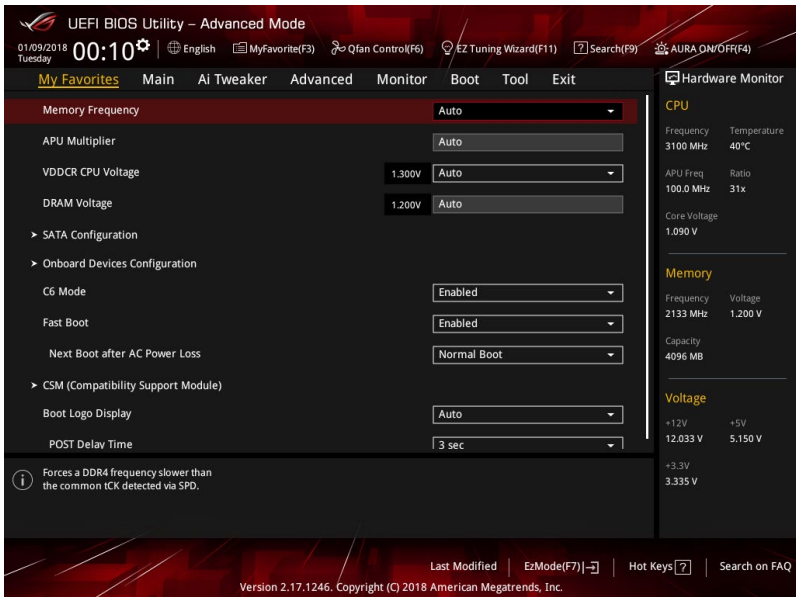 UEFI BIOS Utility – Advanced Mode
01/09/2018 Tuesday 00:10 English MyFavorite(F3) Qfan Control(F6) EZ Tuning Wizard(F11) ? Search(F9) AURA ON/OFF(F4)
My Favorites Main Ai Tweaker Advanced Monitor Boot Tool Exit
Memory Frequency Auto
APU Multiplier Auto
VDDCR CPU Voltage 1.300V Auto
DRAM Voltage 1.200V Auto
> SATA Configuration
> Onboard Devices Configuration
C6 Mode Enabled
Fast Boot Enabled
Next Boot after AC Power Loss Normal Boot
> CSM (Compatibility Support Module)
Boot Logo Display Auto
POST Delay Time 3 sec
Forces a DDR4 frequency slower than
the common tCK detected via SPD.
Hardware Monitor
CPU
Frequency Temperature
3100 MHz 40°C
APU Freq Ratio
100.0 MHz 31x
Core Voltage
1.090 V
Memory
Frequency Voltage
2133 MHz 1.200 V
Capacity
4096 MB
Voltage
+12V +5V
12.033 V 5.150 V
+3.3V
3.335 V
Last Modified EzMode(F7) Hot Keys ? Search on FAQ
Version 2.17.1246. Copyright (C) 2018 American Megatrends, Inc.